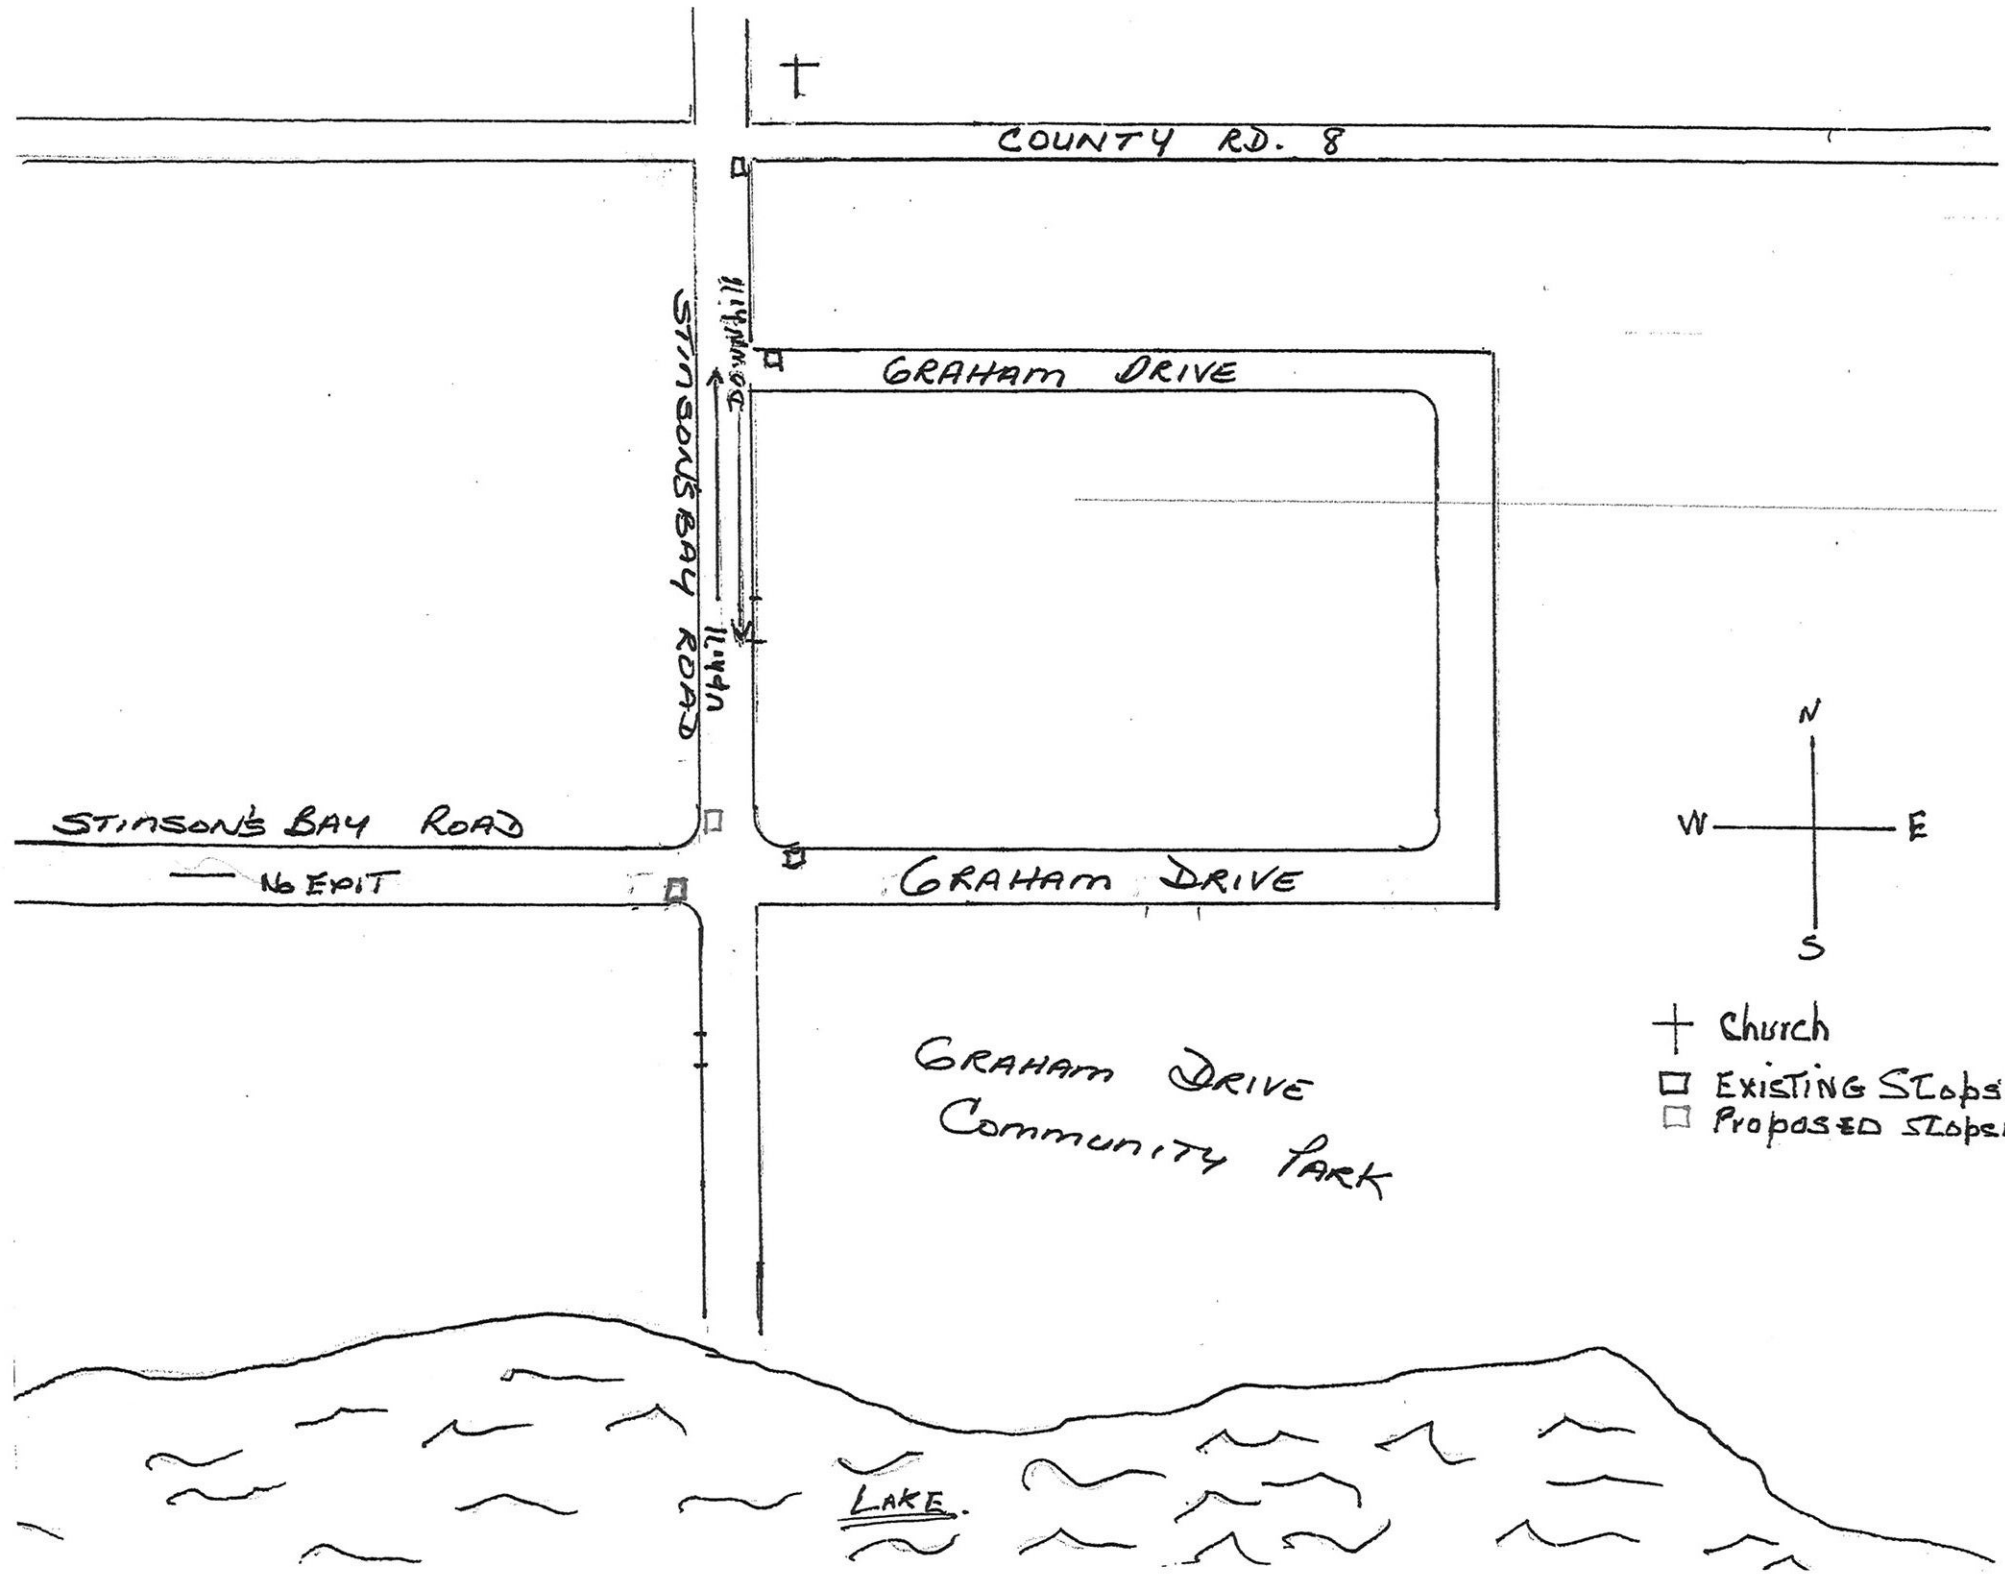 COUNTY RD. 8
Downhill
STINSON'S BAY ROAD
GRAHAM DRIVE
uphill
STINSON'S BAY ROAD
No EXIT
GRAHAM DRIVE
N
W E
S
Church
EXISTING STOPS
PROPOSED STOPS
GRAHAM DRIVE
COMMUNITY PARK
LAKE.